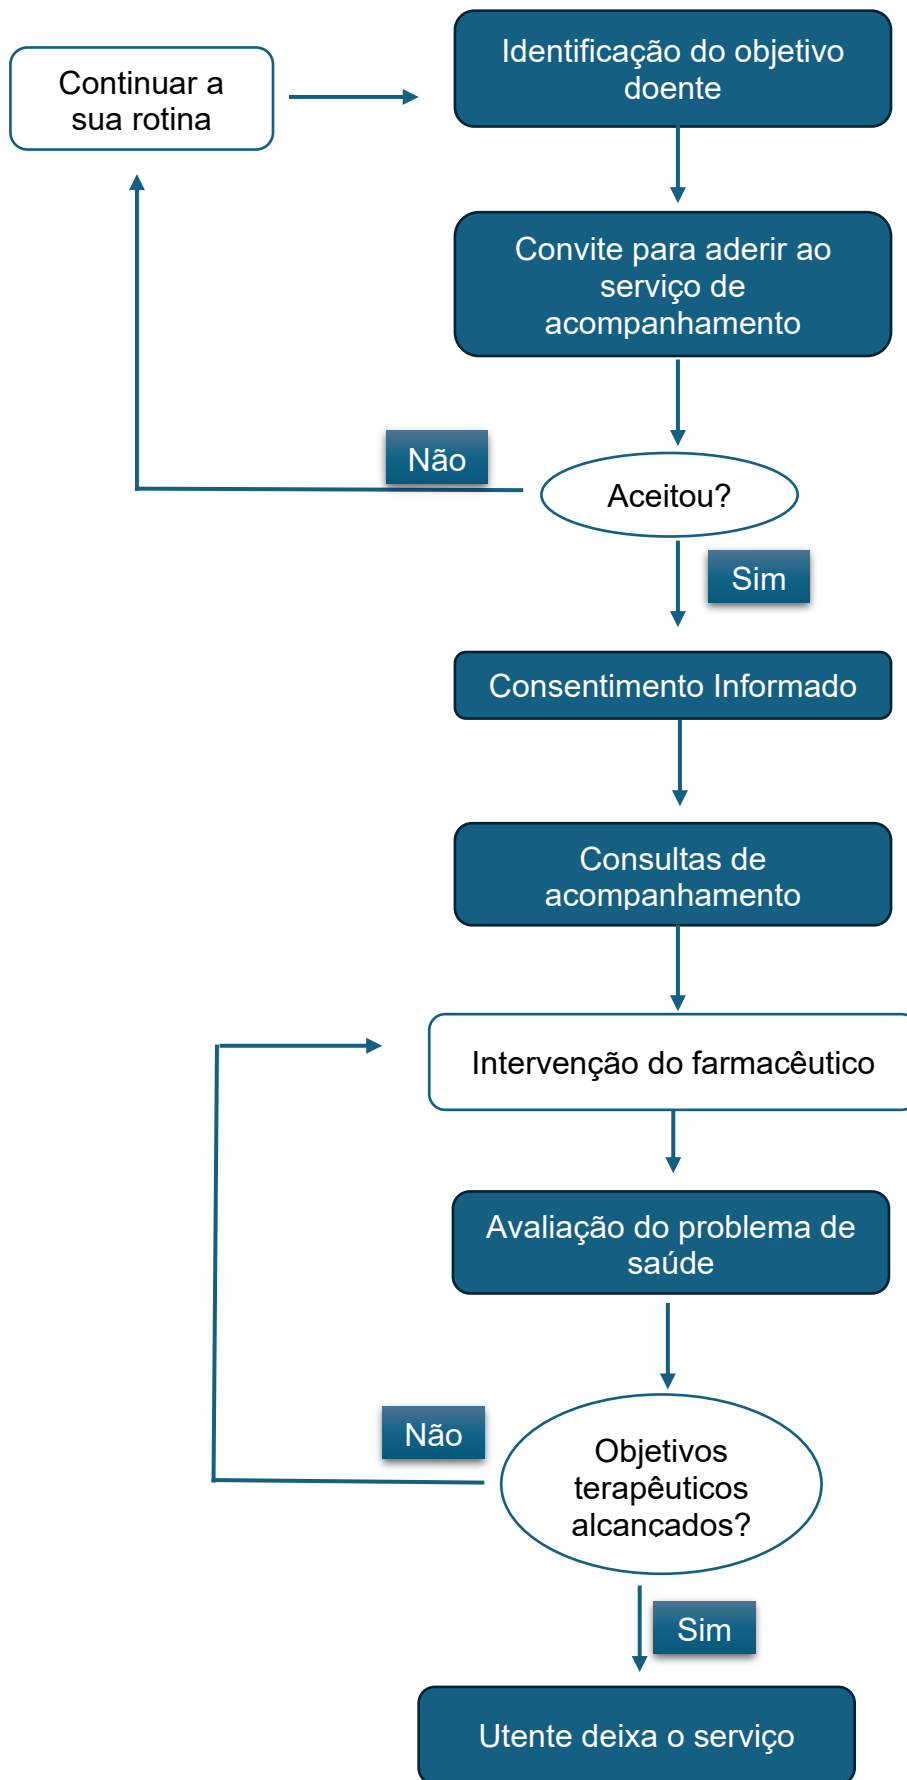 Identificação do objetivo
doente
Continuar a
sua rotina
Convite para aderir ao
serviço de
acompanhamento
Não
Aceitou?
Sim
Consentimento Informado
Consultas de
acompanhamento
Intervenção do farmacêutico
Avaliação do problema de
saúde
Não
Objetivos
terapêuticos
alcançados?
Sim
Utente deixa o serviço